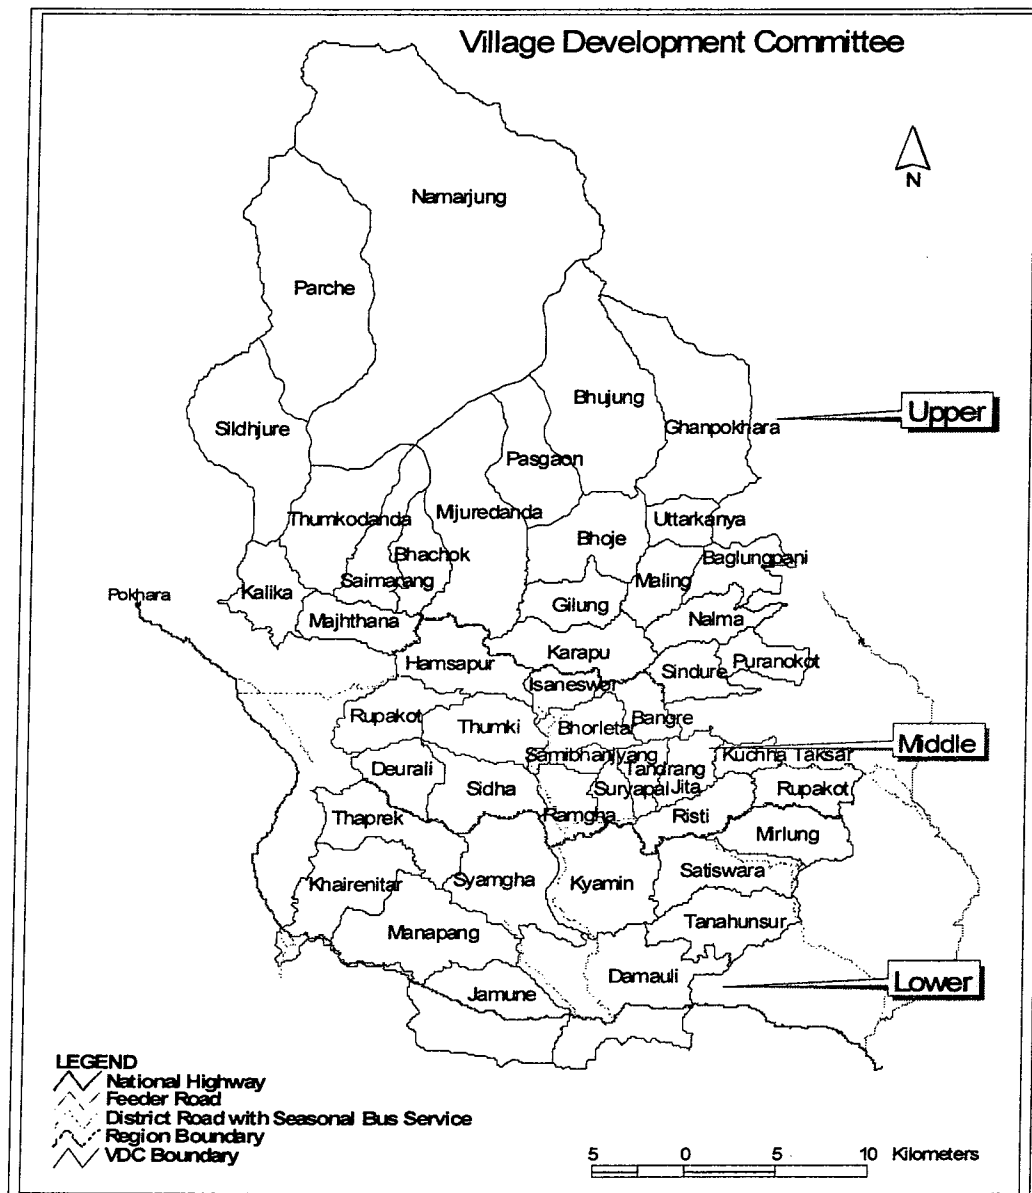 Village Development Committee
N
Namarjung
Parche
Bhujung
Upper
Ghanpokhara
Sildhjure
Pasgaon
Mijuredanda
Thumkodanda
Uttarkanya
Bhoje
Bhachok
Baglungpani
Saimarang
Maling
Kalika
Pokhara
Gilung
Majhthana
Nalma
Karapu
Hamsapur
Puranokot
Sindure
Isaneswor
Rupakot
Thumki
Bhorletar
Bangre
Middle
Samibhanjyang
Kuchha Taksar
Deurali
Tandrang
Sidha
Suryapal
Jita
Rupakot
Thaprek
Ramgha
Risti
Mirlung
Satiswara
Syamgha
Kyamin
Khairenitar
Tanahunsur
Manapang
Damauli
Lower
Jamune
LEGEND
National Highway
Feeder Road
District Road with Seasonal Bus Service
Region Boundary
VDC Boundary
5 0 5 10 Kilometers